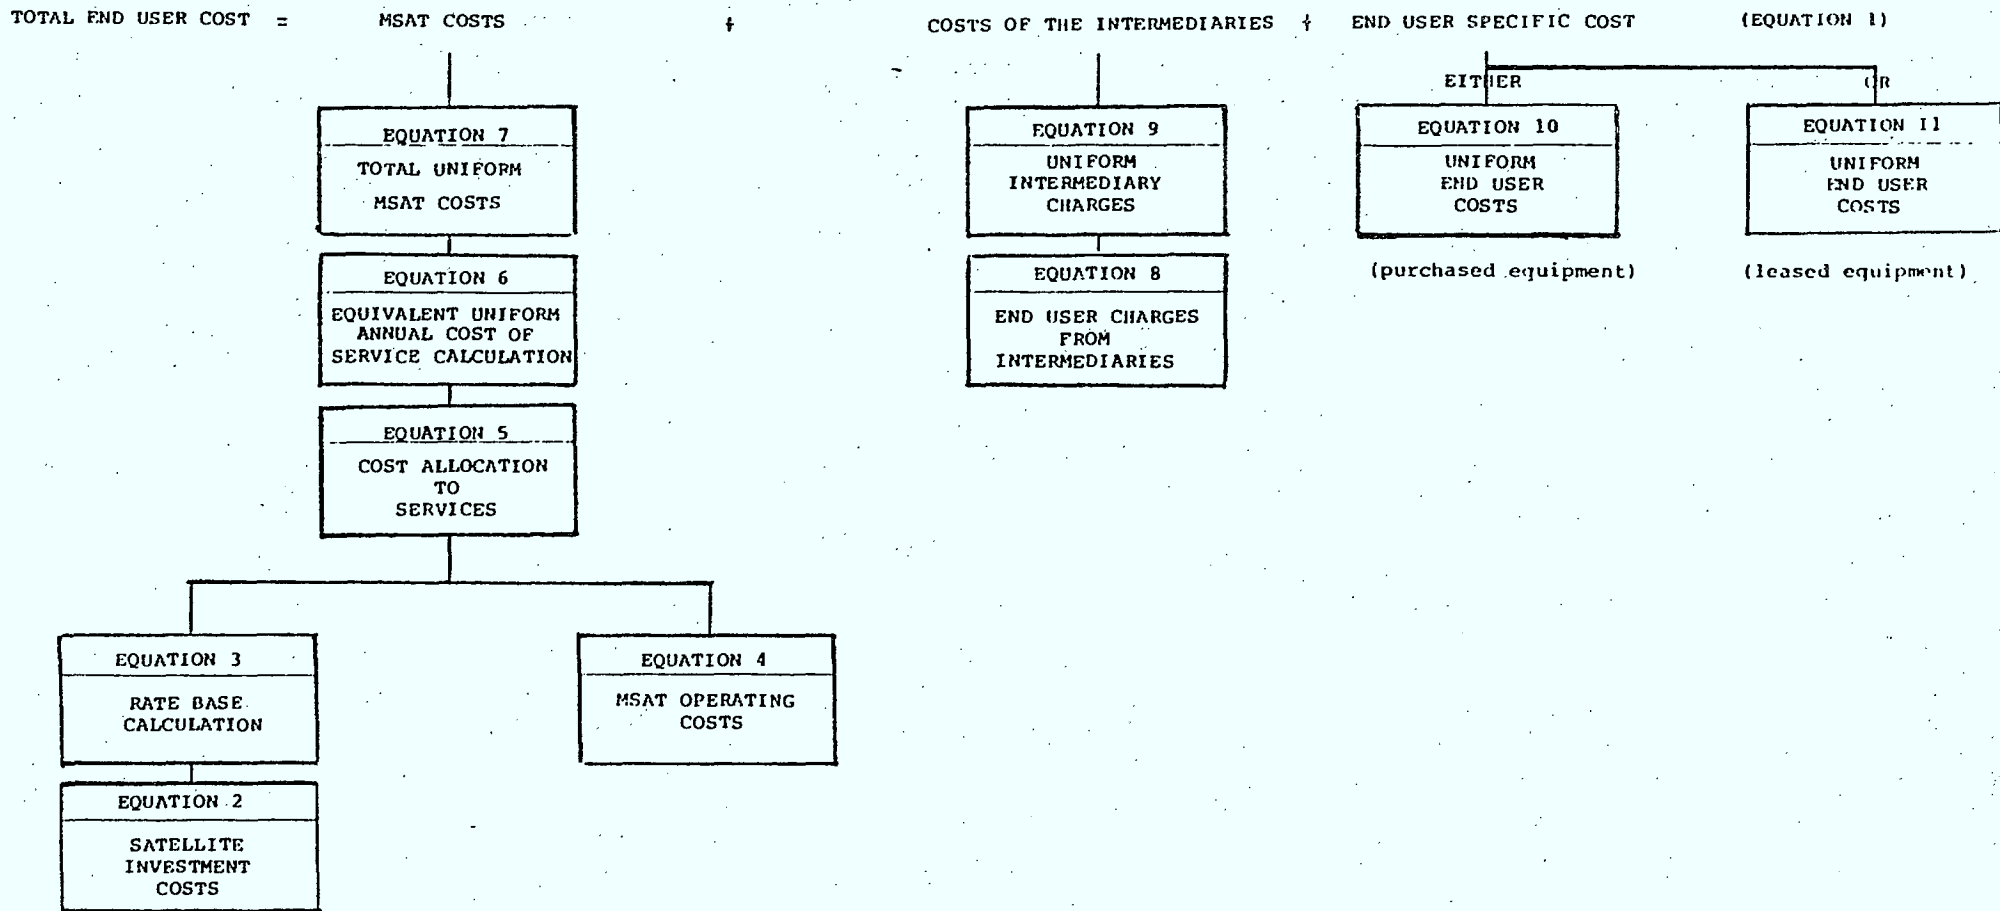 TOTAL END USER COST = MSAT COSTS + COSTS OF THE INTERMEDIARIES + END USER SPECIFIC COST (EQUATION 1)
EITHER OR
EQUATION 7
TOTAL UNIFORM
MSAT COSTS
EQUATION 9
UNIFORM
INTERMEDIARY
CHARGES
EQUATION 10
UNIFORM
END USER
COSTS
(purchased equipment)
EQUATION 11
UNIFORM
END USER
COSTS
(leased equipment)
EQUATION 6
EQUIVALENT UNIFORM
ANNUAL COST OF
SERVICE CALCULATION
EQUATION 8
END USER CHARGES
FROM
INTERMEDIARIES
EQUATION 5
COST ALLOCATION
TO
SERVICES
EQUATION 3
RATE BASE
CALCULATION
EQUATION 4
MSAT OPERATING
COSTS
EQUATION 2
SATELLITE
INVESTMENT
COSTS